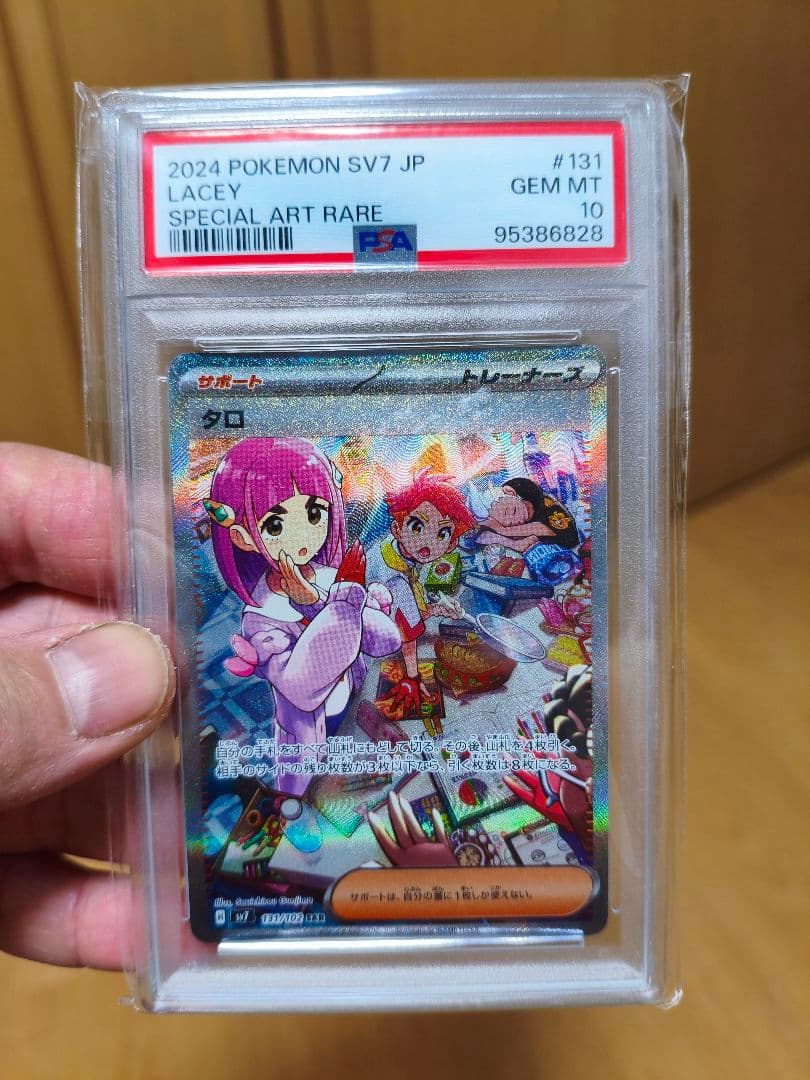 2024 POKEMON SV7 JP #131
LACEY GEM MT
SPECIAL ART RARE 10
PSA 95386828
サポート トレーナーズ
タロ
自分の手札をすべて山札にもどして切る。その後、山札を4枚引く。
相手のサイドの残り枚数が3枚以下なら、引く枚数は8枚になる。
サポートは、自分の番に1枚しか使えない。
Illus. Souichirou Gunjima
H sv7 131/102 SAR